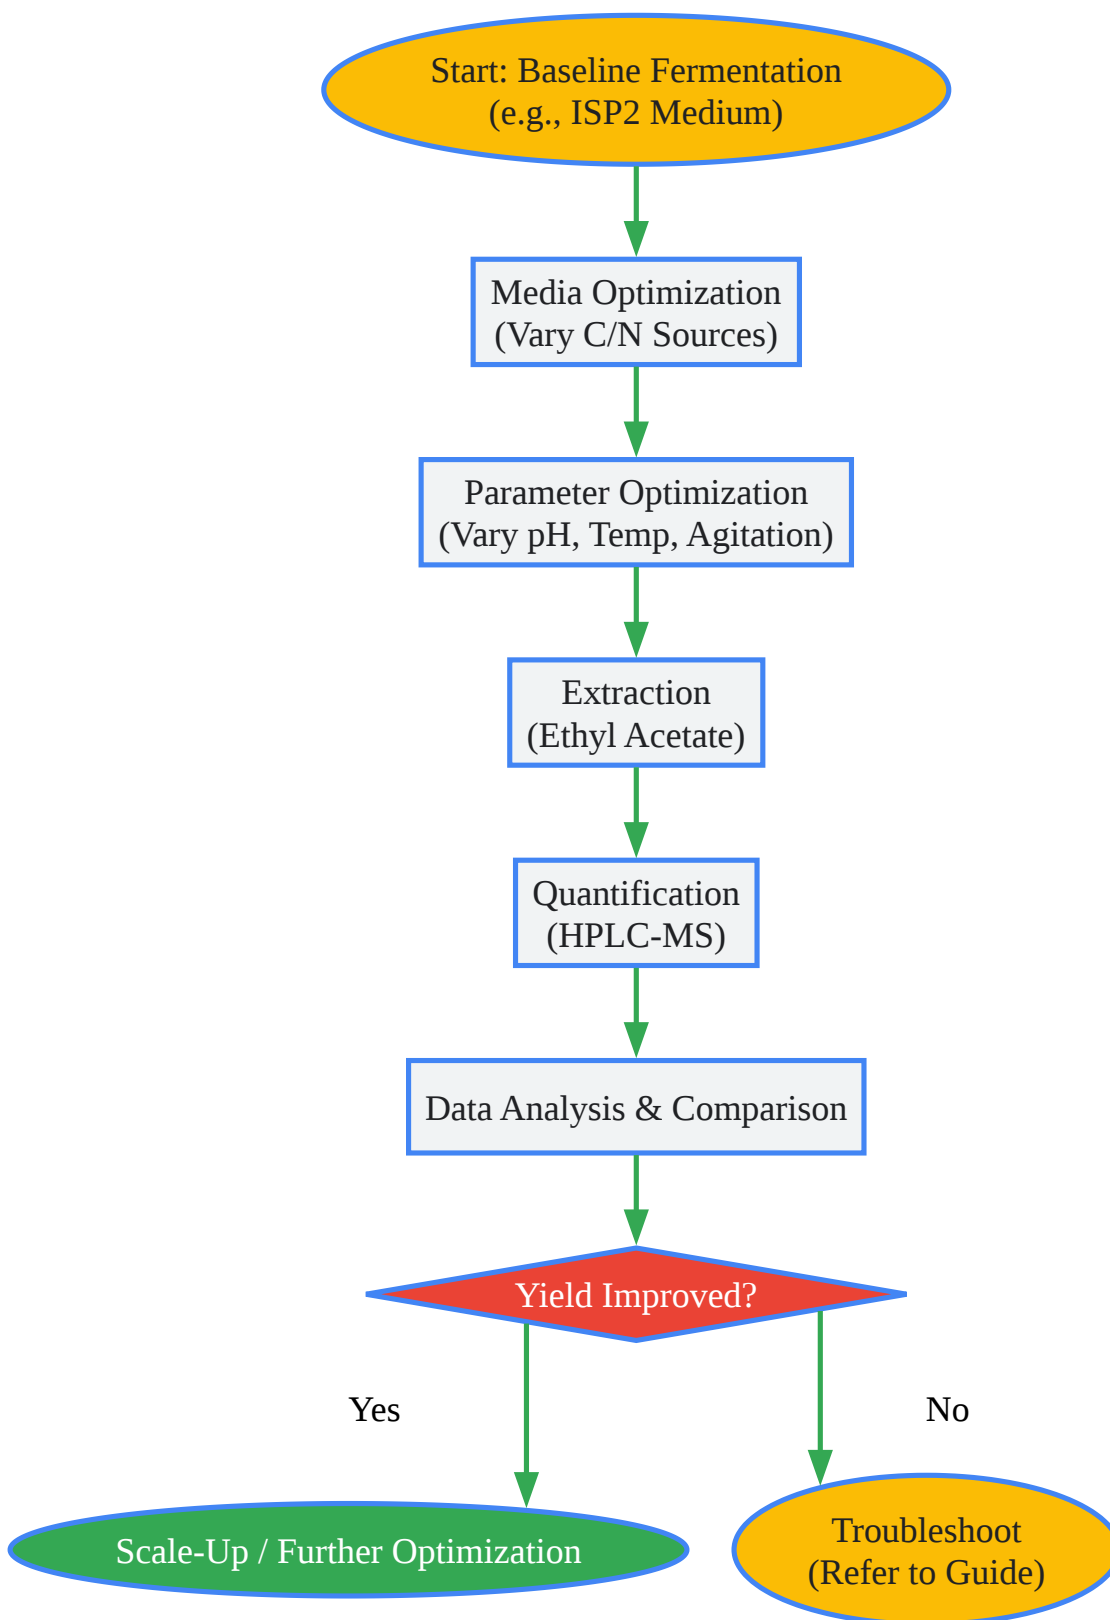 Start: Baseline Fermentation
(e.g., ISP2 Medium)
Media Optimization
(Vary C/N Sources)
Parameter Optimization
(Vary pH, Temp, Agitation)
Extraction
(Ethyl Acetate)
Quantification
(HPLC-MS)
Data Analysis & Comparison
Yield Improved?
Yes
No
Scale-Up / Further Optimization
Troubleshoot
(Refer to Guide)